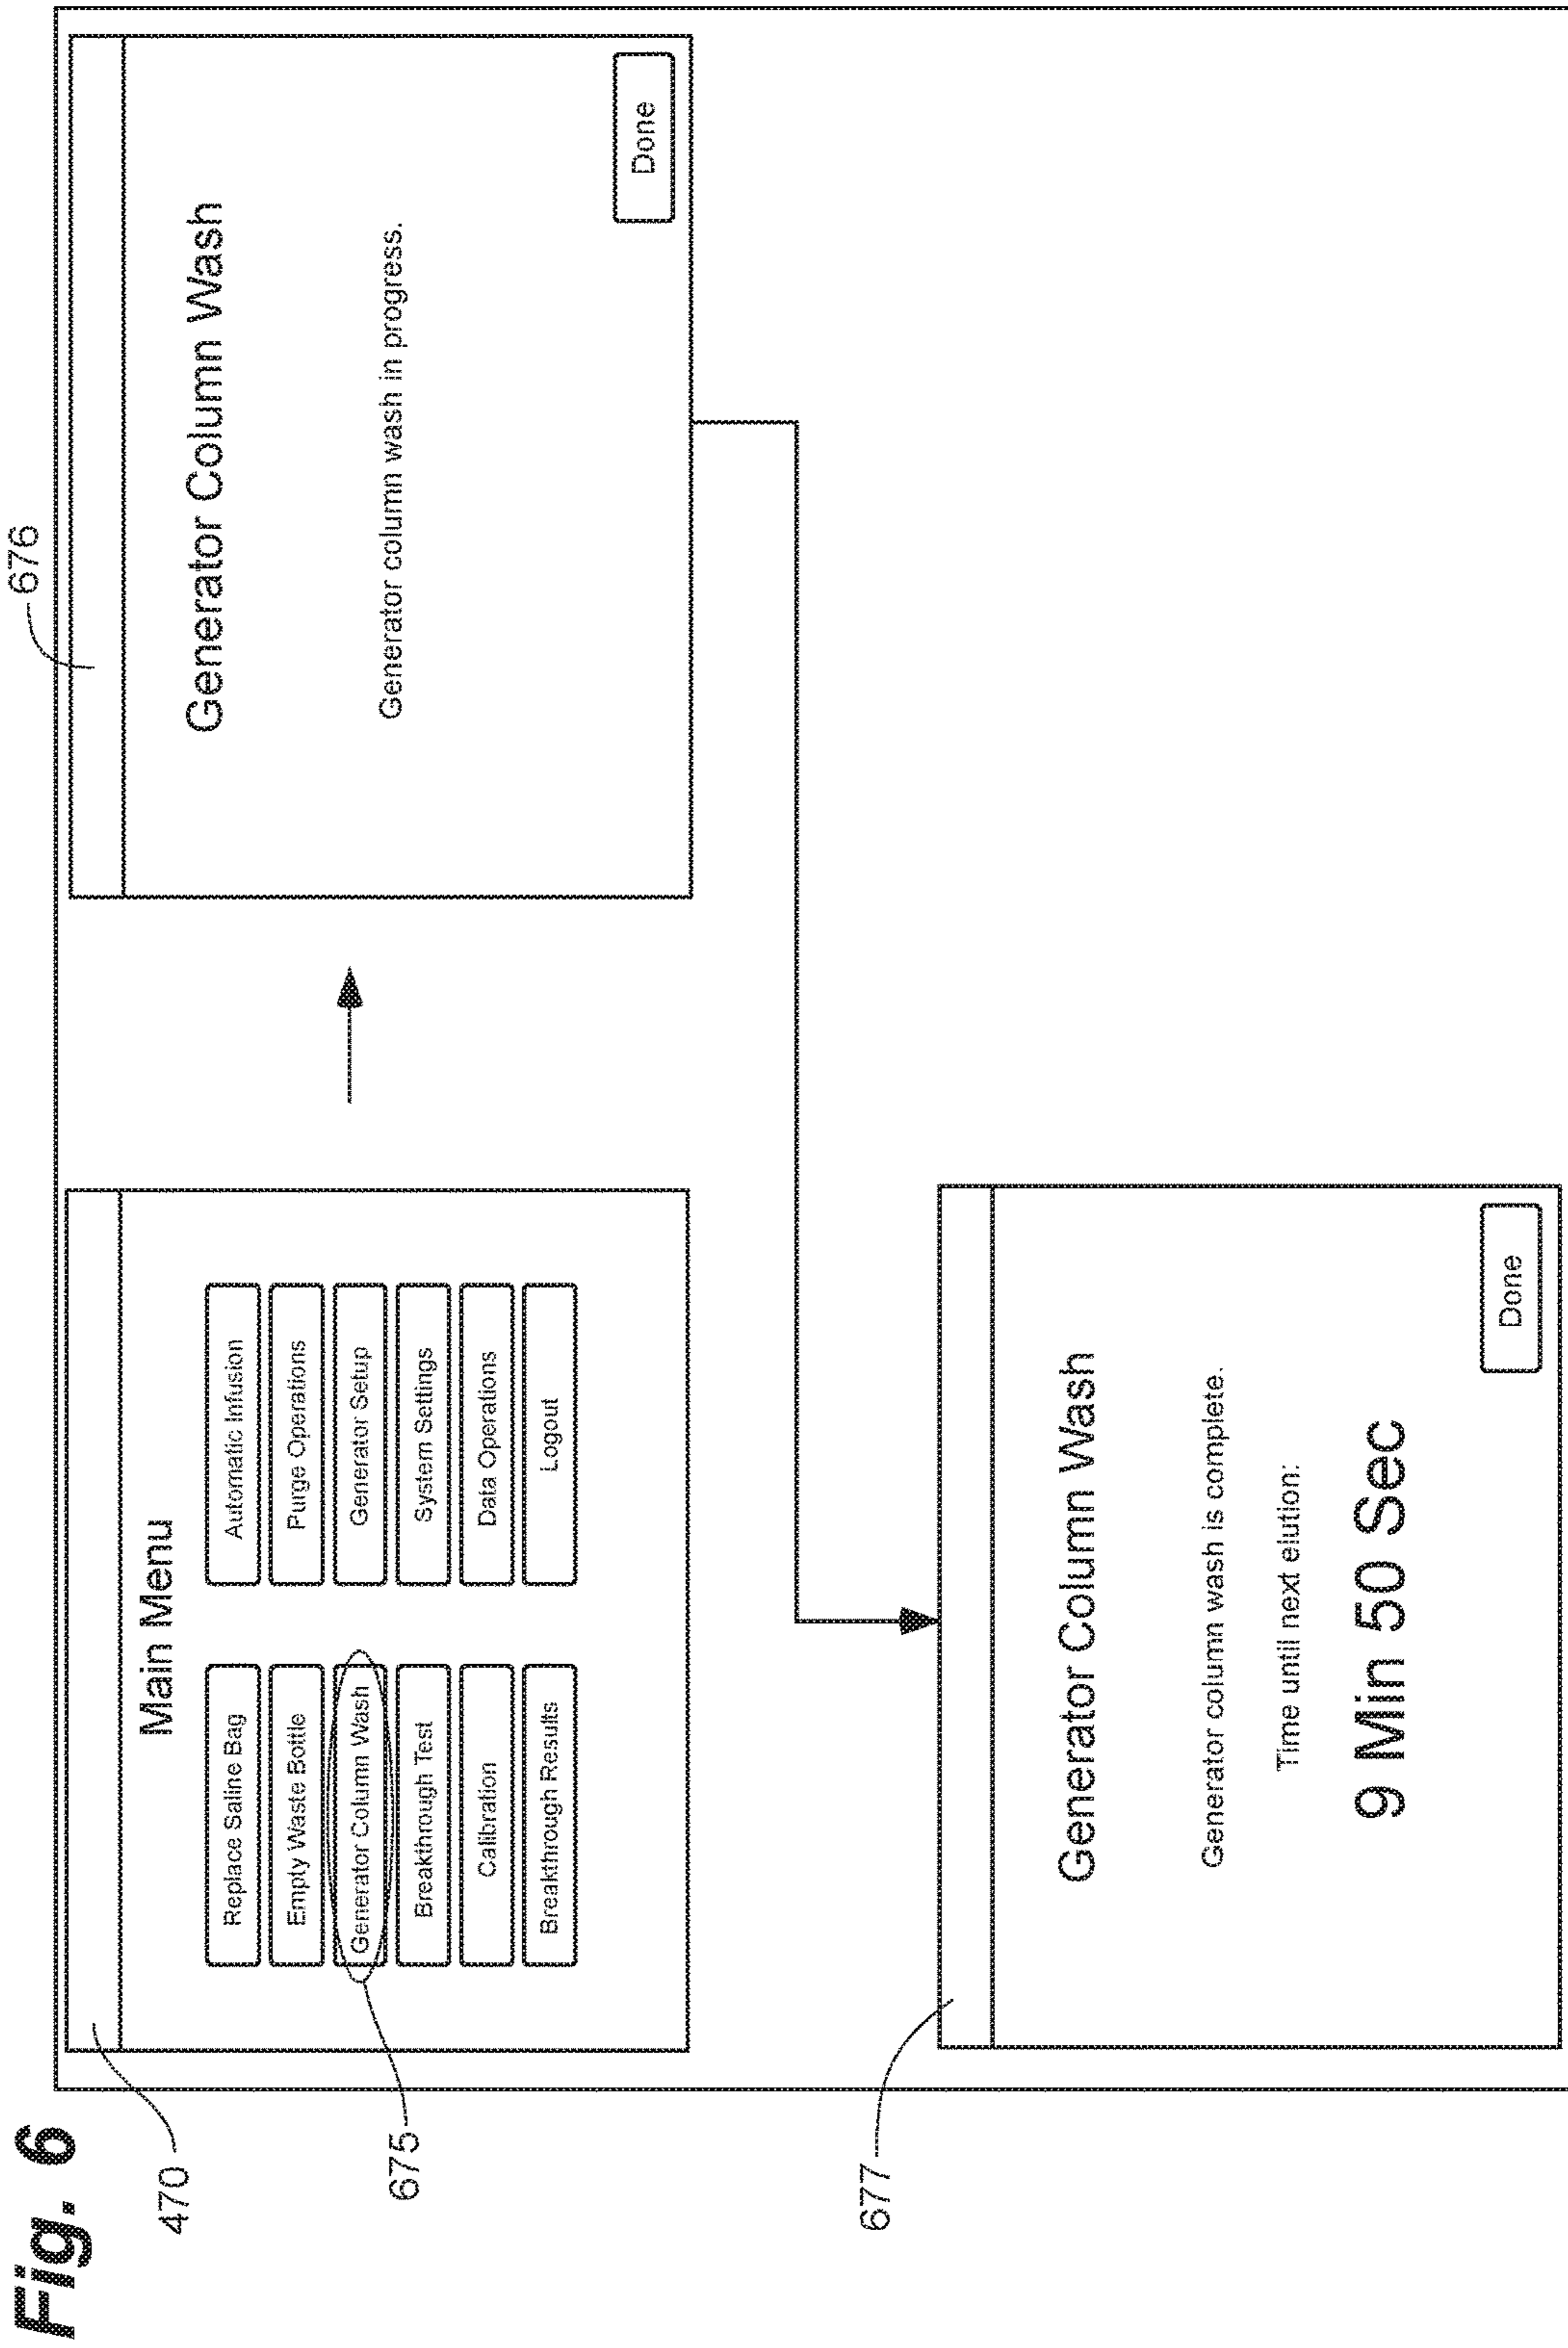 Fig. 6
470
Main Menu
Replace Saline Bag
Automatic Infusion
Empty Waste Bottle
Purge Operations
Generator Column Wash
Generator Setup
Breakthrough Test
System Settings
Calibration
Data Operations
Breakthrough Results
Logout
675
676
Generator Column Wash
Generator column wash in progress.
Done
677
Generator Column Wash
Generator column wash is complete.
Time until next elution:
9 Min 50 Sec
Done